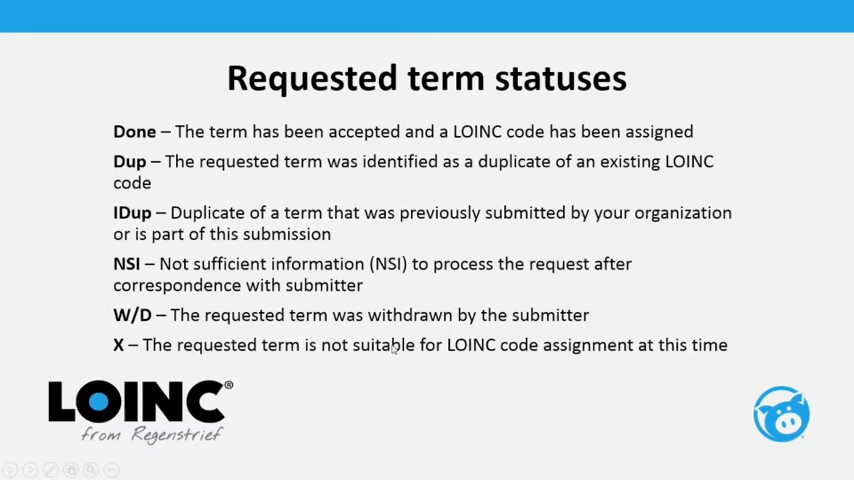 Requested term statuses
Done – The term has been accepted and a LOINC code has been assigned
Dup – The requested term was identified as a duplicate of an existing LOINC
code
IDup – Duplicate of a term that was previously submitted by your organization
or is part of this submission
NSI – Not sufficient information (NSI) to process the request after
correspondence with submitter
W/D – The requested term was withdrawn by the submitter
X – The requested term is not suitable for LOINC code assignment at this time
LOINC®
from Regenstrief